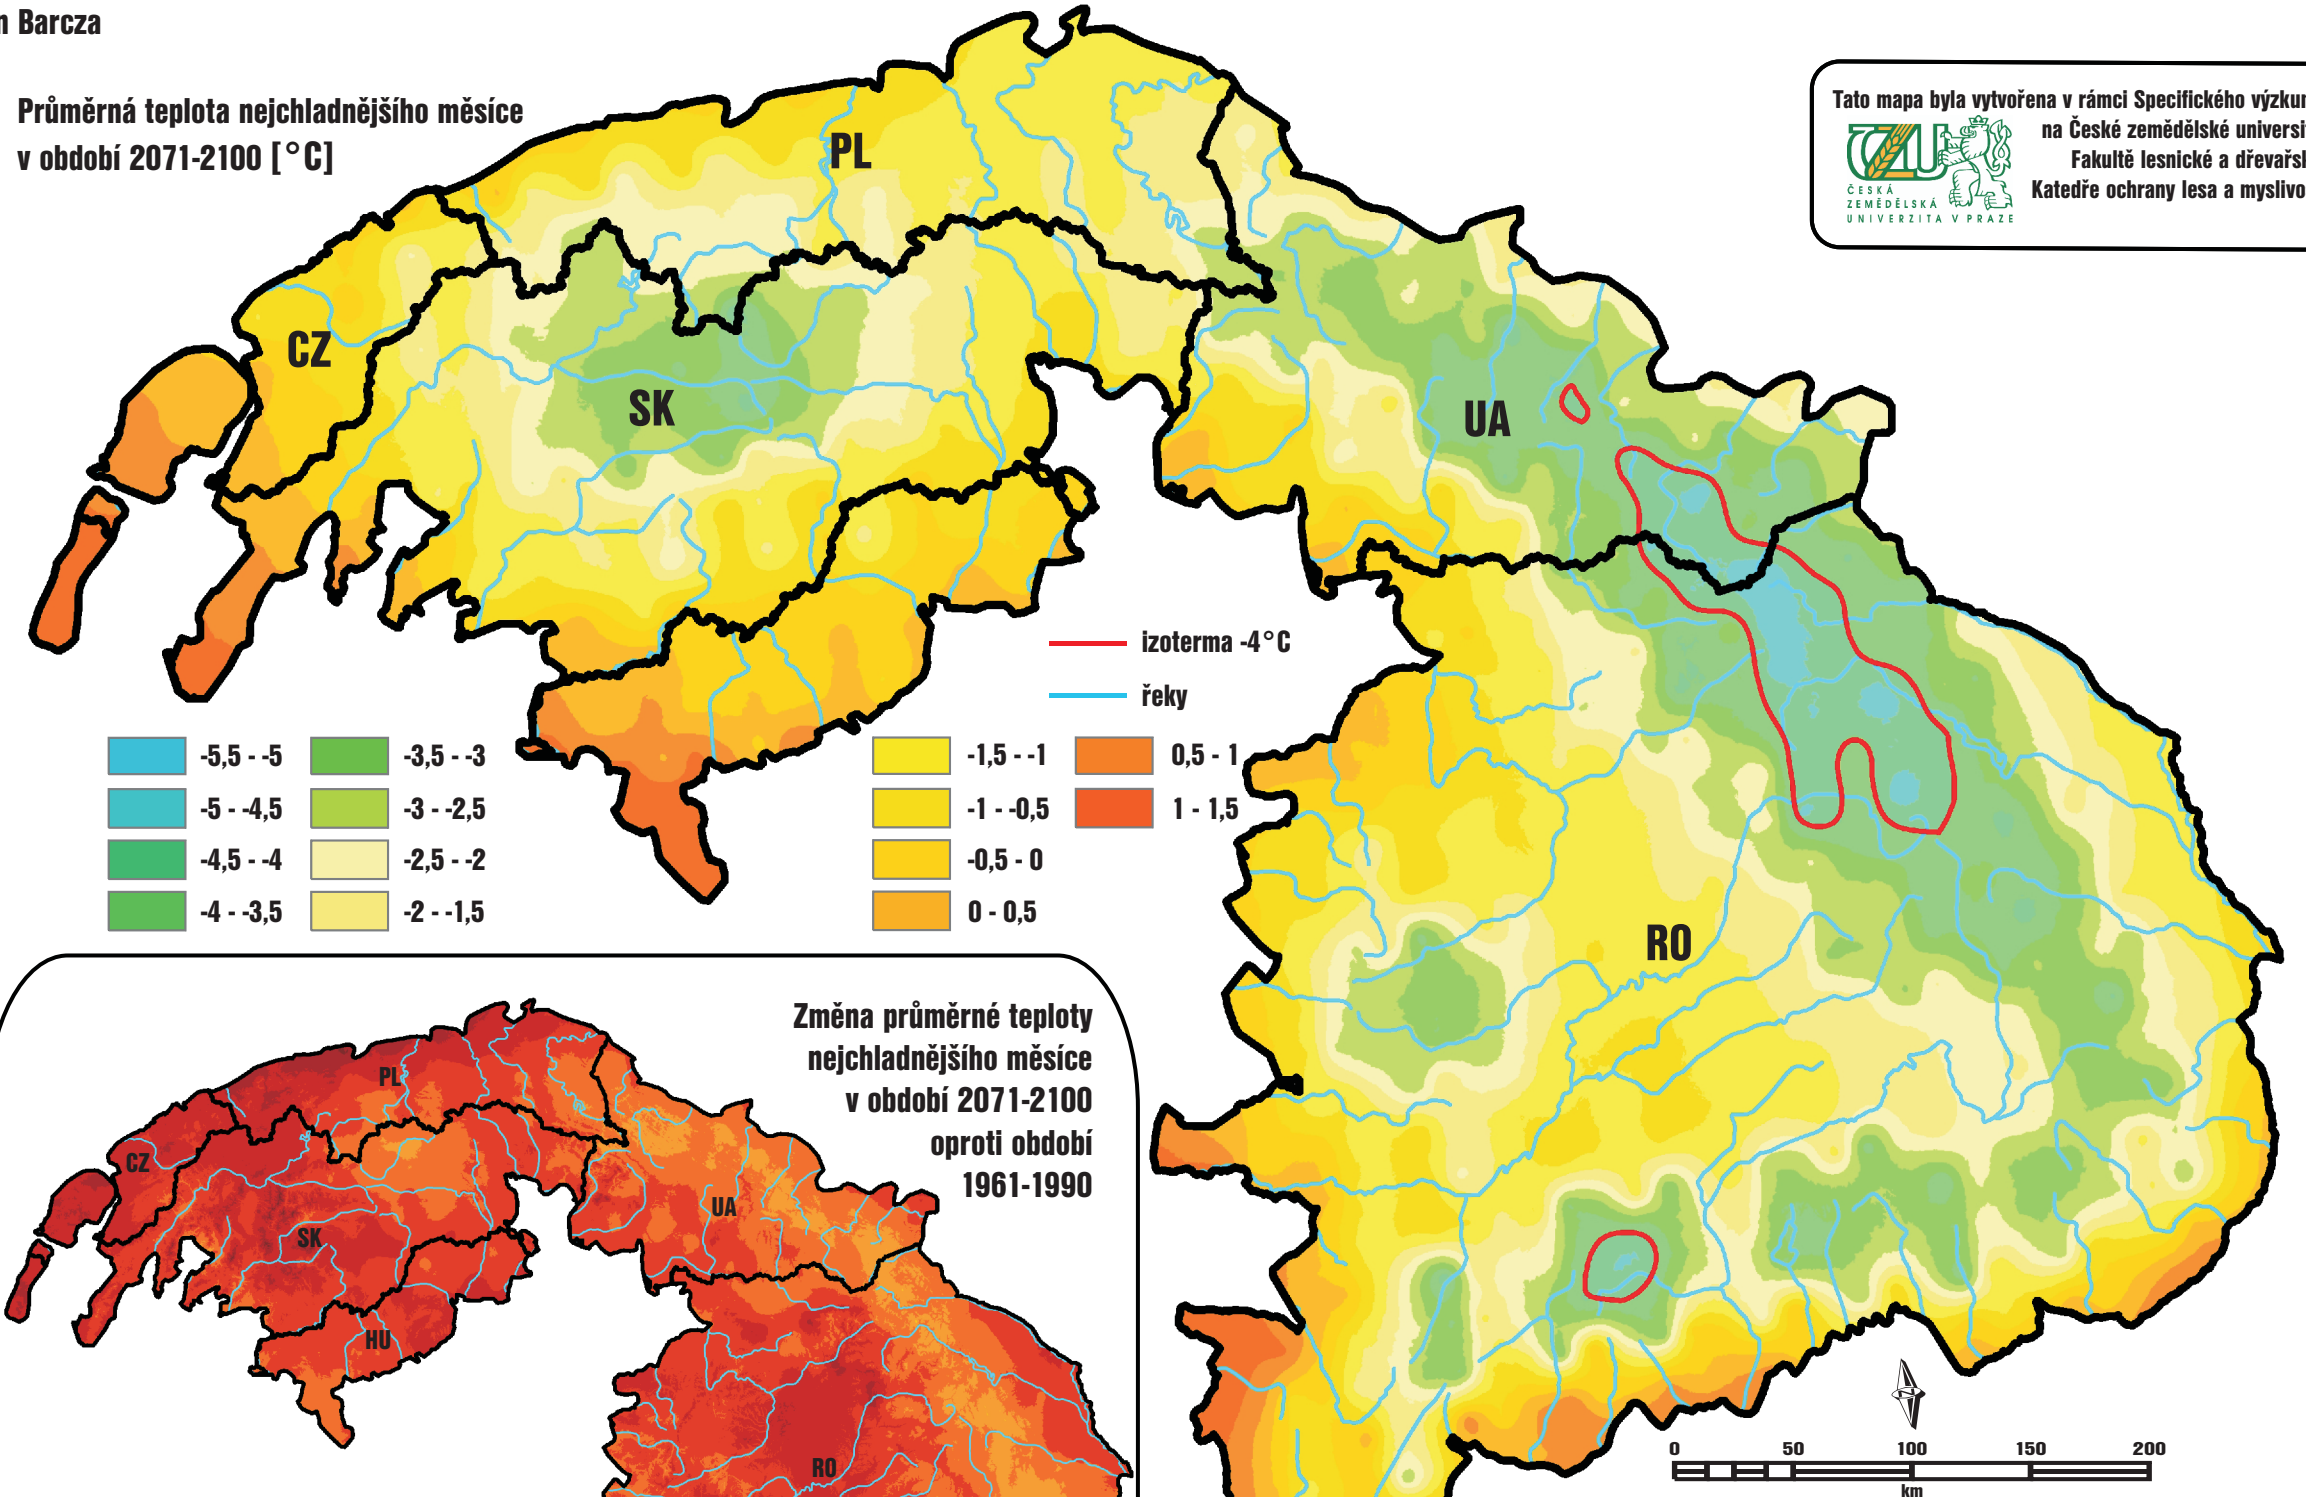 Barcza
Průměrná teplota nejchladnějšího měsíce
v období 2071-2100 [°C]
Tato mapa byla vytvořena v rámci Specifického
na České zemědělské
Fakultě lesnické a
Katedře ochrany lesa a
ČESKÁ
ZEMĚDĚLSKÁ
UNIVERZITA V PRAZE
PL
CZ
SK
UA
RO
izoterma -4°C
řeky
-5,5 - -5
-5 - -4,5
-4,5 - -4
-4 - -3,5
-3,5 - -3
-3 - -2,5
-2,5 - -2
-2 - -1,5
-1,5 - -1
-1 - -0,5
-0,5 - 0
0 - 0,5
0,5 - 1
1 - 1,5
Změna průměrné teploty
nejchladnějšího měsíce
v období 2071-2100
oproti období
1961-1990
PL
CZ
SK
UA
HU
RO
N
0 50 100 150 200
km